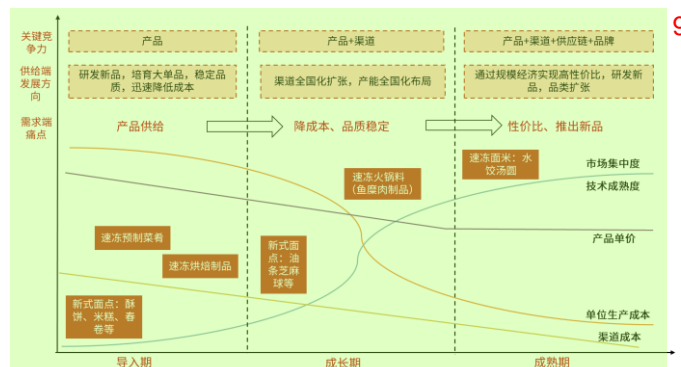 关键竞
争力
产品
产品+渠道
产品+渠道+供应链+品牌
9
供给端
发展方
向
研发新品，培育大单品，稳定品
质，迅速降低成本
渠道全国化扩张，产能全国化布局
通过规模经济实现高性价比，研发新
品，品类扩张
需求端
痛点
产品供给
降成本、品质稳定
性价比、推出新品
速冻面米：水
饺汤圆
市场集中度
速冻火锅料
（鱼糜肉制品）
技术成熟度
速冻预制菜肴
新式面
点：油
条芝麻
球等
产品单价
速冻烘焙制品
新式面点：酥
饼、米糕、春
卷等
单位生产成本
渠道成本
导入期
成长期
成熟期